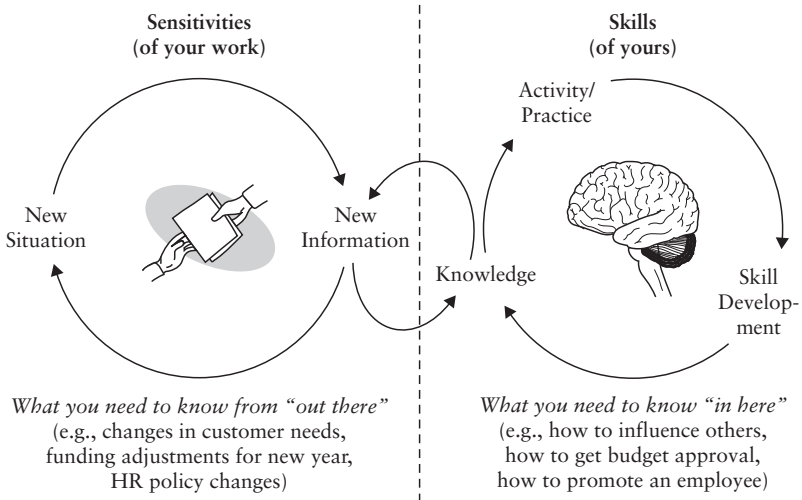 Sensitivities
(of your work)
New
Situation
New
Information
What you need to know from “out there”
(e.g., changes in customer needs,
funding adjustments for new year,
HR policy changes)
Skills
(of yours)
Activity/
Practice
Knowledge
Skill
Develop-
ment
What you need to know “in here”
(e.g., how to influence others,
how to get budget approval,
how to promote an employee)